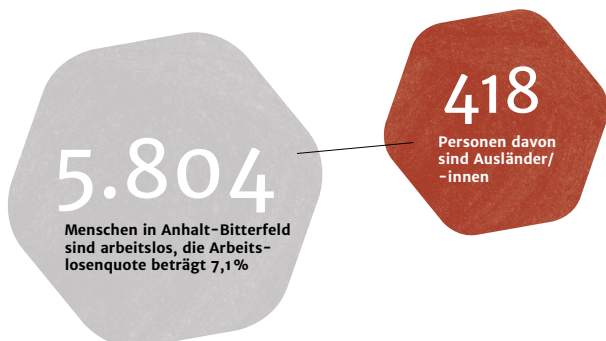 5.804
Menschen in Anhalt-Bitterfeld
sind arbeitslos, die Arbeits-
losenquote beträgt 7,1%
418
Personen davon
sind Ausländer/
-innen